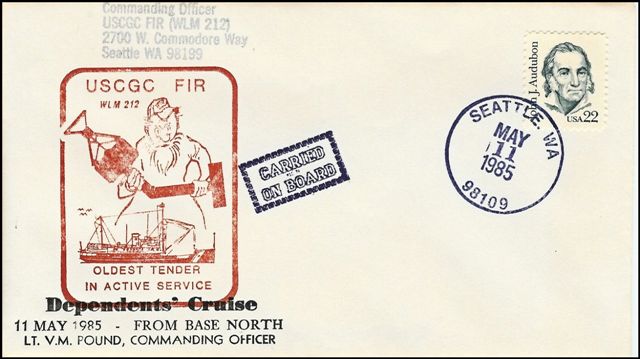 Commanding Officer
USCGC FIR (WLM 212)
2700 W. Commodore Way
Seattle WA 98199
USCGC FIR
WLM 212
OLDEST TENDER
IN ACTIVE SERVICE
Dependents' Cruise
11 MAY 1985 - FROM BASE NORTH
LT. V.M. POUND, COMMANDING OFFICER
CARRIED
ON BOARD
SEATTLE, WA
MAY
11
1985
98109
J. Audubon
USA 22